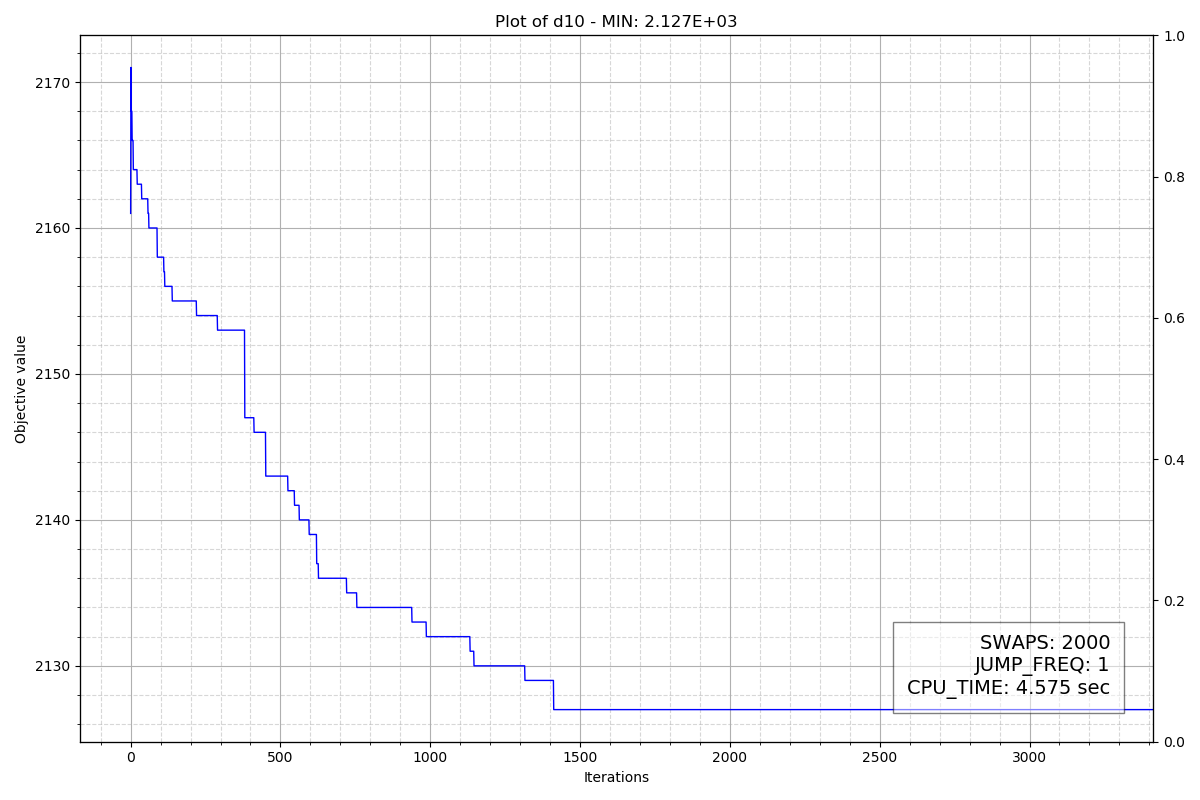 Plot of d10 - MIN: 2.127E+03
2170
2160
2150
2140
2130
Objective value
1.0
0.8
0.6
0.4
0.2
0.0
SWAPS: 2000
JUMP_FREQ: 1
CPU_TIME: 4.575 sec
0 500 1000 1500 2000 2500 3000
Iterations